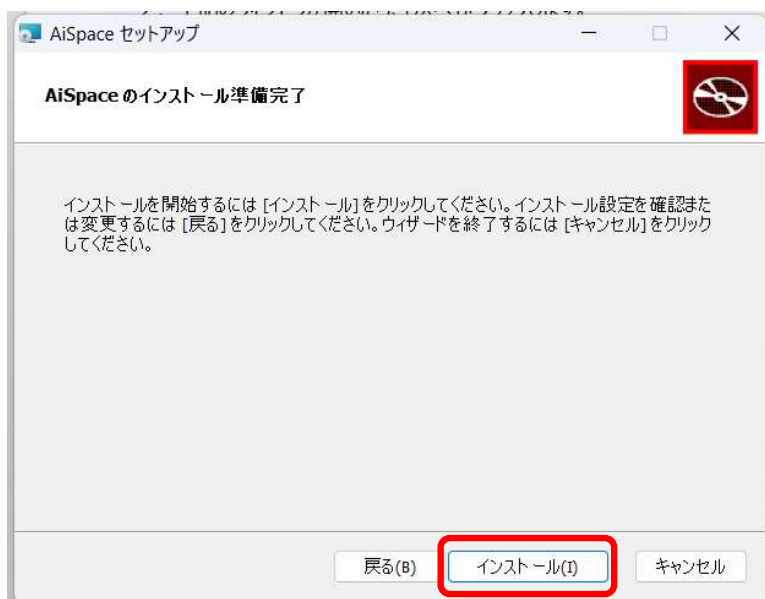 AiSpace セットアップ
AiSpace のインストール準備完了
インストールを開始するには [インストール] をクリックしてください。インストール設定を確認また
は変更するには [戻る] をクリックしてください。ウィザードを終了するには [キャンセル] をクリック
してください。
戻る(B)
インストール(I)
キャンセル